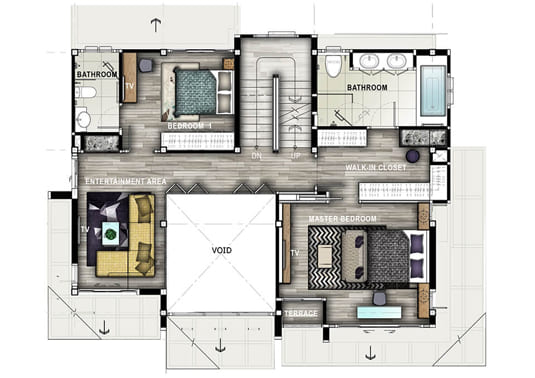 BATHROOM
TV
BEDROOM 1
DN
UP
BATHROOM
WALK-IN CLOSET
ENTERTAINMENT AREA
TV
VOID
MASTER BEDROOM
TV
TERRACE